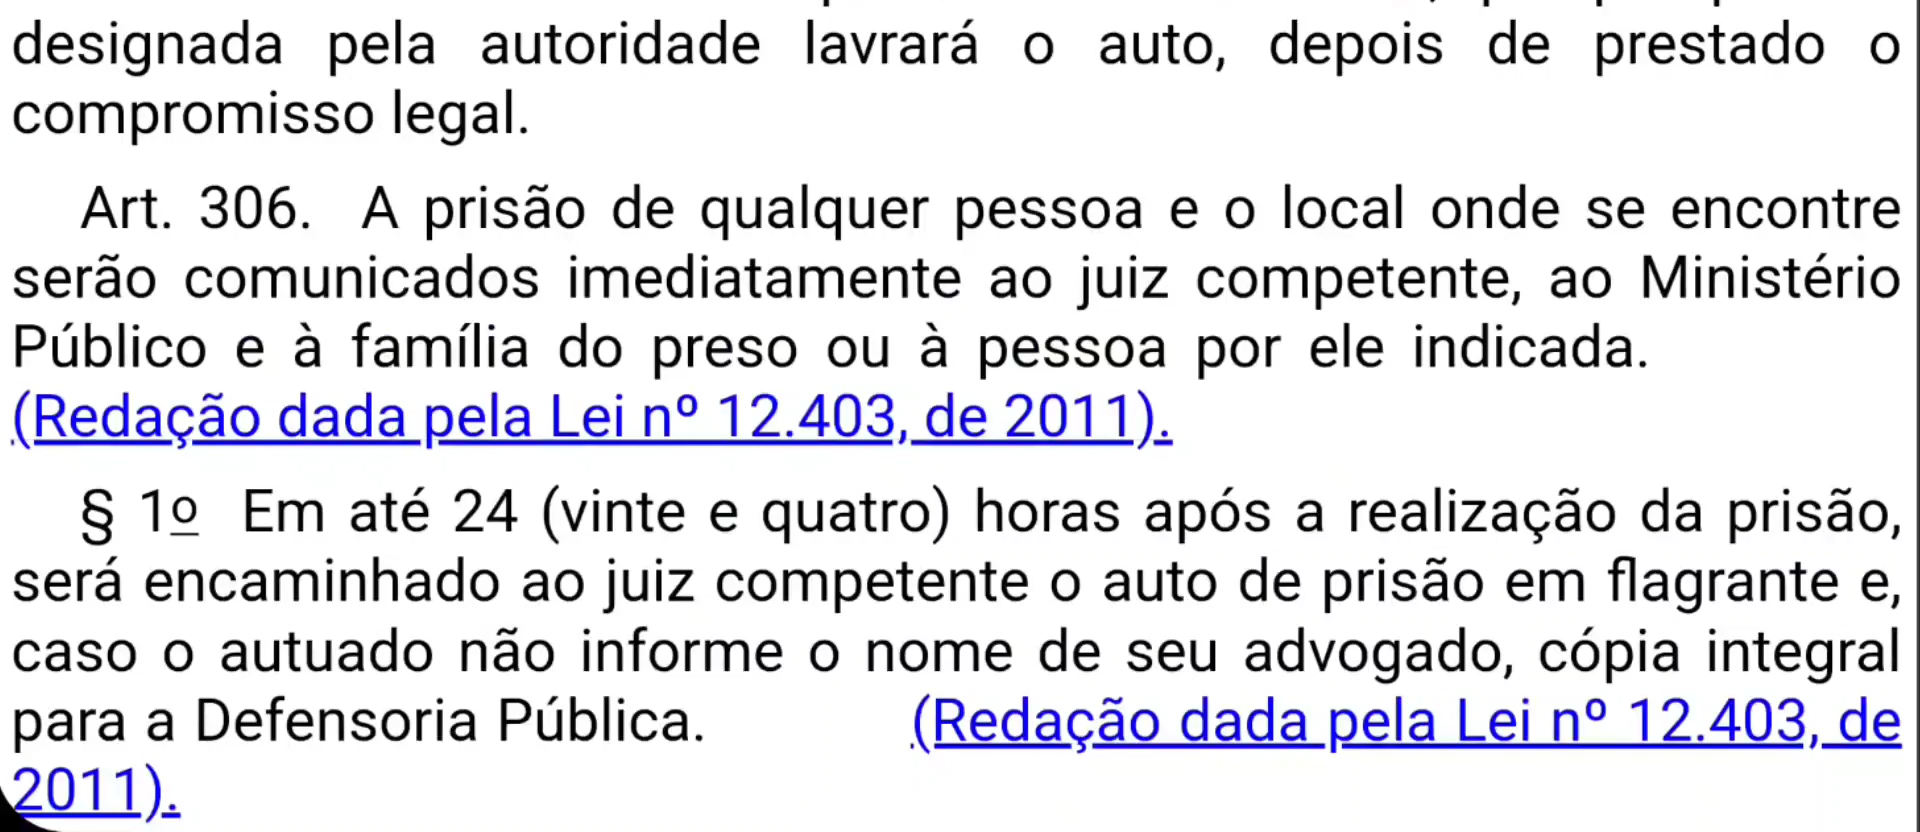 designada pela autoridade lavrará o auto, depois de prestado o
compromisso legal.
Art. 306. A prisão de qualquer pessoa e o local onde se encontre
serão comunicados imediatamente ao juiz competente, ao Ministério
Público e à família do preso ou à pessoa por ele indicada.
(Redação dada pela Lei nº 12.403, de 2011).
§ 1º Em até 24 (vinte e quatro) horas após a realização da prisão,
será encaminhado ao juiz competente o auto de prisão em flagrante e,
caso o autuado não informe o nome de seu advogado, cópia integral
para a Defensoria Pública. (Redação dada pela Lei nº 12.403, de
2011).